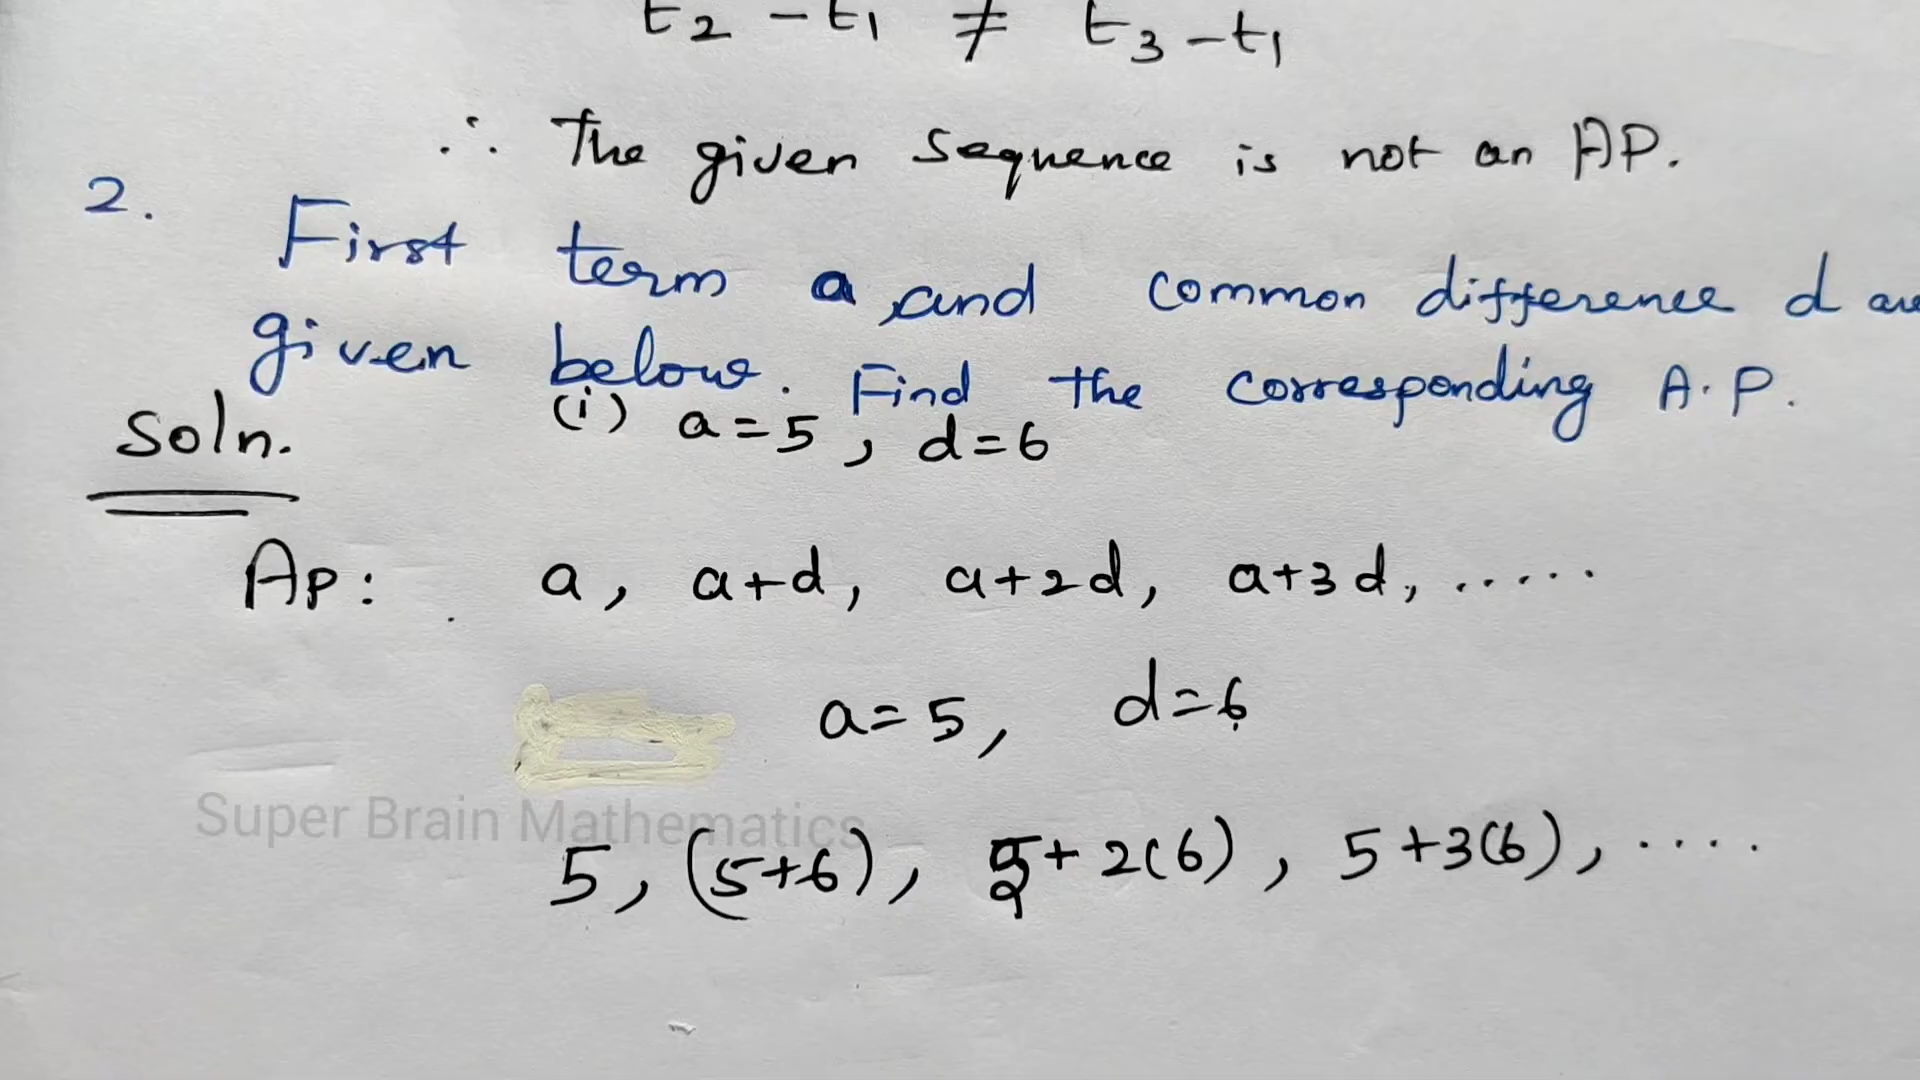 t2 - t1 ≠ t3 - t1
∴ The given sequence is not an AP.
2. First term a and common difference d are
given below. Find the corresponding A.P.
Soln. (i) a=5, d=6
Ap: a, a+d, a+2d, a+3d, .....
a=5, d=6
Super Brain Mathematics
5, (5+6), 5+2(6), 5+3(6), ....